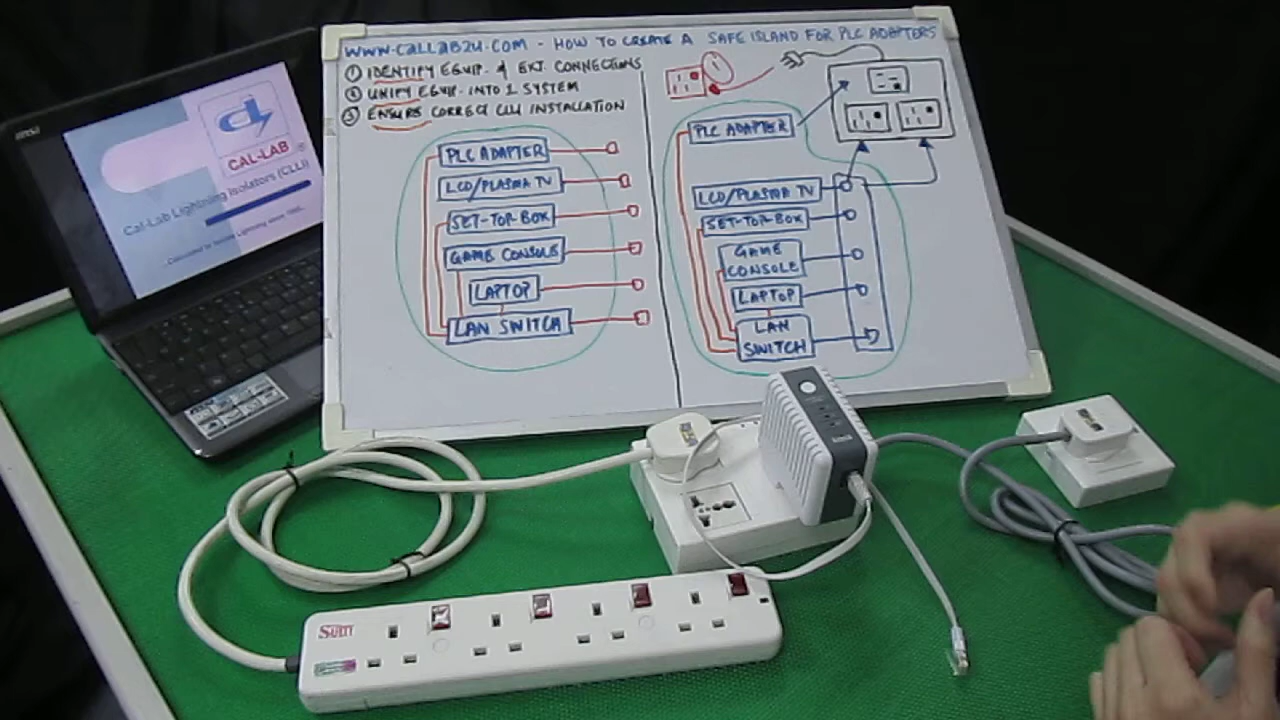 WWW.CALLAB2U.COM - HOW TO CREATE A SAFE ISLAND FOR PLC ADAPTERS
① IDENTIFY EQUIP. & EXT. CONNECTIONS
② UNIFY EQUIP. INTO 1 SYSTEM
③ ENSURE CORRECT CLLI INSTALLATION
PLC ADAPTER
LCD/PLASMA TV
SET-TOP-BOX
GAME CONSOLE
LAPTOP
LAN SWITCH
PLC ADAPTER
LCD/PLASMA TV
SET-TOP-BOX
GAME
CONSOLE
LAPTOP
LAN
SWITCH
CAL-LAB
Cal-Lab Lightning Isolators (CLLI)
msi
SUM